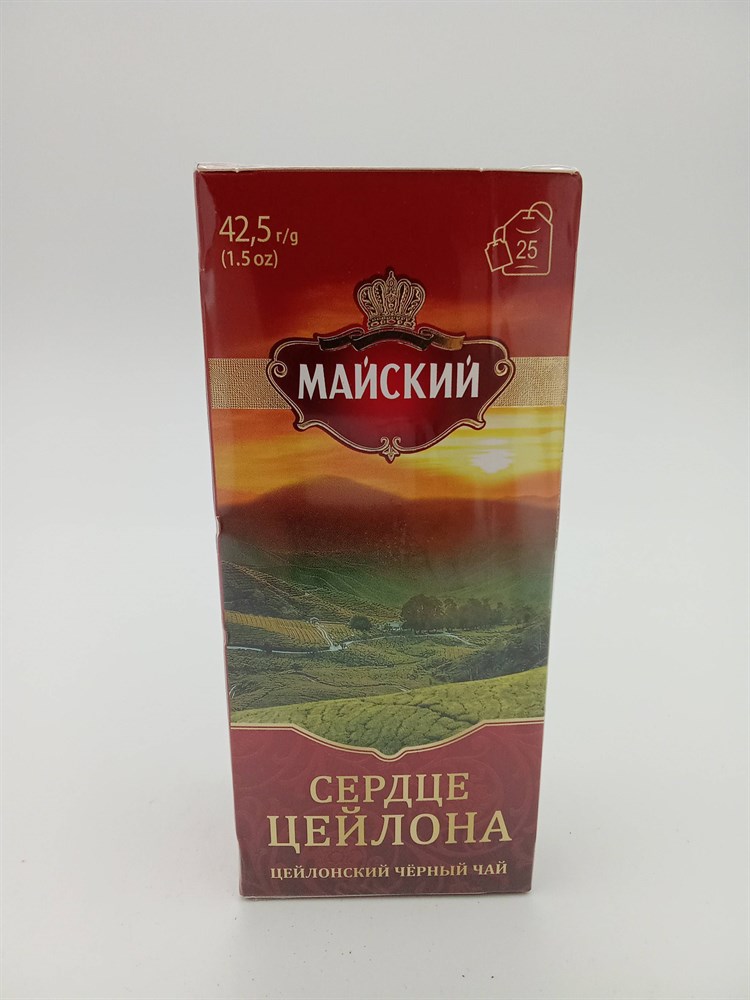 42,5 г/g
(1.5 oz)
25
МАЙСКИЙ
СЕРДЦЕ
ЦЕЙЛОНА
ЦЕЙЛОНСКИЙ ЧЁРНЫЙ ЧАЙ